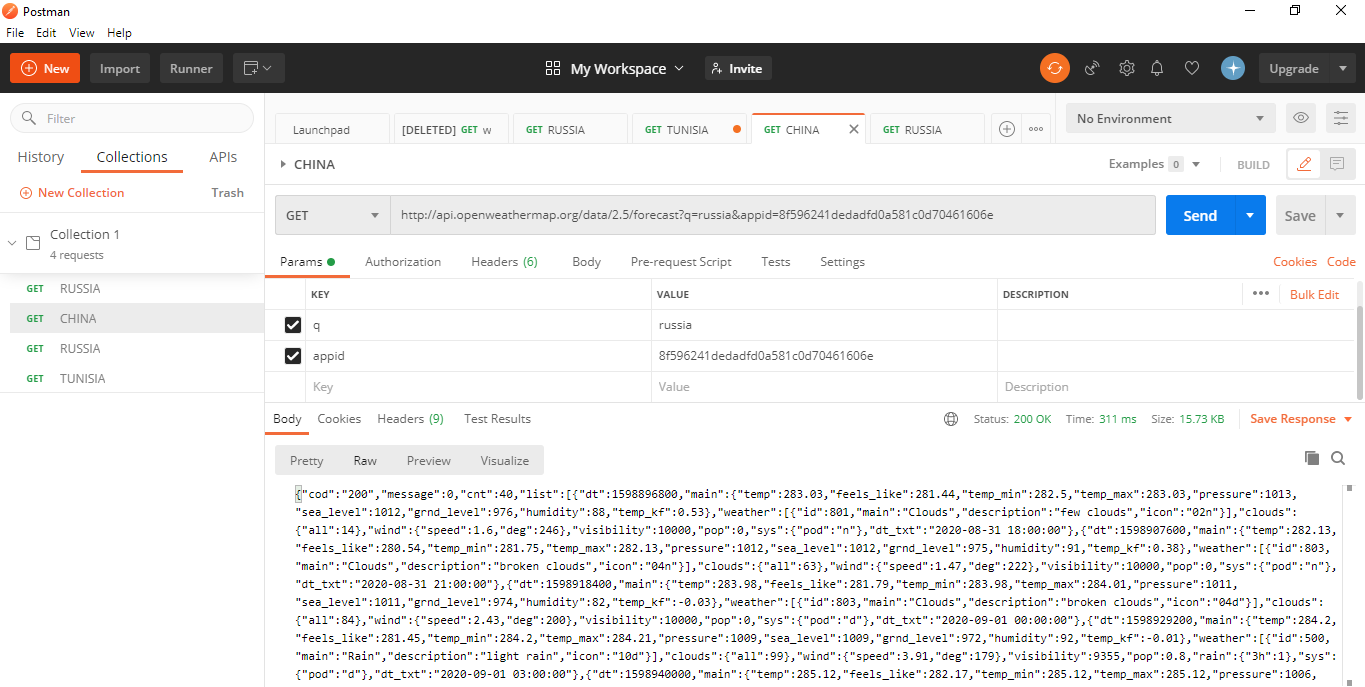 Postman
File Edit View Help
New Import Runner My Workspace Invite Upgrade
Filter
History Collections APIs
New Collection Trash
Collection 1
4 requests
GET RUSSIA
GET CHINA
GET RUSSIA
GET TUNISIA
Launchpad [DELETED] GET w GET RUSSIA GET TUNISIA GET CHINA GET RUSSIA No Environment
CHINA Examples 0 BUILD
GET http://api.openweathermap.org/data/2.5/forecast?q=russia&appid=8f596241dedadfd0a581c0d70461606e Send Save
Params Authorization Headers (6) Body Pre-request Script Tests Settings Cookies Code
KEY VALUE DESCRIPTION Bulk Edit
q russia
appid 8f596241dedadfd0a581c0d70461606e
Key Value Description
Body Cookies Headers (9) Test Results Status: 200 OK Time: 311 ms Size: 15.73 KB Save Response
Pretty Raw Preview Visualize
{"cod":"200","message":0,"cnt":40,"list":[{"dt":1598896800,"main":{"temp":283.03,"feels_like":281.44,"temp_min":282.5,"temp_max":283.03,"pressure":1013,
"sea_level":1012,"grnd_level":976,"humidity":88,"temp_kf":0.53},"weather":[{"id":801,"main":"Clouds","description":"few clouds","icon":"02n"}],"clouds":
{"all":14},"wind":{"speed":1.6,"deg":246},"visibility":10000,"pop":0,"sys":{"pod":"n"},"dt_txt":"2020-08-31 18:00:00"},{"dt":1598907600,"main":{"temp":282.13,
"feels_like":280.54,"temp_min":281.75,"temp_max":282.13,"pressure":1012,"sea_level":1012,"grnd_level":975,"humidity":91,"temp_kf":0.38},"weather":[{"id":803,
"main":"Clouds","description":"broken clouds","icon":"04n"}],"clouds":{"all":63},"wind":{"speed":1.47,"deg":222},"visibility":10000,"pop":0,"sys":{"pod":"n"},
"dt_txt":"2020-08-31 21:00:00"},{"dt":1598918400,"main":{"temp":283.98,"feels_like":281.79,"temp_min":283.98,"temp_max":284.01,"pressure":1011,
"sea_level":1011,"grnd_level":974,"humidity":82,"temp_kf":-0.03},"weather":[{"id":803,"main":"Clouds","description":"broken clouds","icon":"04d"}],"clouds":
{"all":84},"wind":{"speed":2.43,"deg":200},"visibility":10000,"pop":0,"sys":{"pod":"d"},"dt_txt":"2020-09-01 00:00:00"},{"dt":1598929200,"main":{"temp":284.2,
"feels_like":281.45,"temp_min":284.2,"temp_max":284.21,"pressure":1009,"sea_level":1009,"grnd_level":972,"humidity":92,"temp_kf":-0.01},"weather":[{"id":500,
"main":"Rain","description":"light rain","icon":"10d"}],"clouds":{"all":99},"wind":{"speed":3.91,"deg":179},"visibility":9355,"pop":0.8,"rain":{"3h":1},"sys":
{"pod":"d"},"dt_txt":"2020-09-01 03:00:00"},{"dt":1598940000,"main":{"temp":285.12,"feels_like":282.17,"temp_min":285.12,"temp_max":285.12,"pressure":1006,